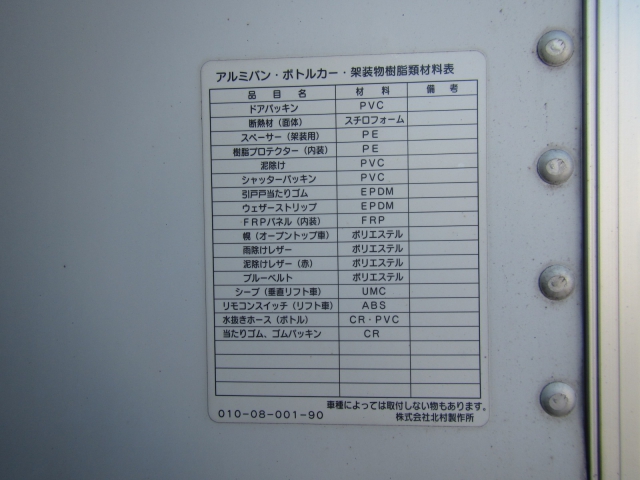 アルミバン・ボトルカー・架装物樹脂類材料表
品目名 材料 備考
ドアパッキン PVC
断熱材(面体) スチロフォーム
スペーサー(架装用) PE
樹脂プロテクター(内装) PE
泥除け PVC
シャッターパッキン PVC
引戸戸当たりゴム EPDM
ウェザーストリップ EPDM
FRPパネル(内装) FRP
幌(オープントップ車) ポリエステル
雨除けレザー ポリエステル
泥除けレザー(赤) ポリエステル
ブルーベルト ポリエステル
シーブ(垂直リフト車) UMC
リモコンスイッチ(リフト車) ABS
水抜きホース(ボトル) CR・PVC
当たりゴム、ゴムパッキン CR
車種によっては取付しない物もあります。
010-08-001-90 株式会社北村製作所